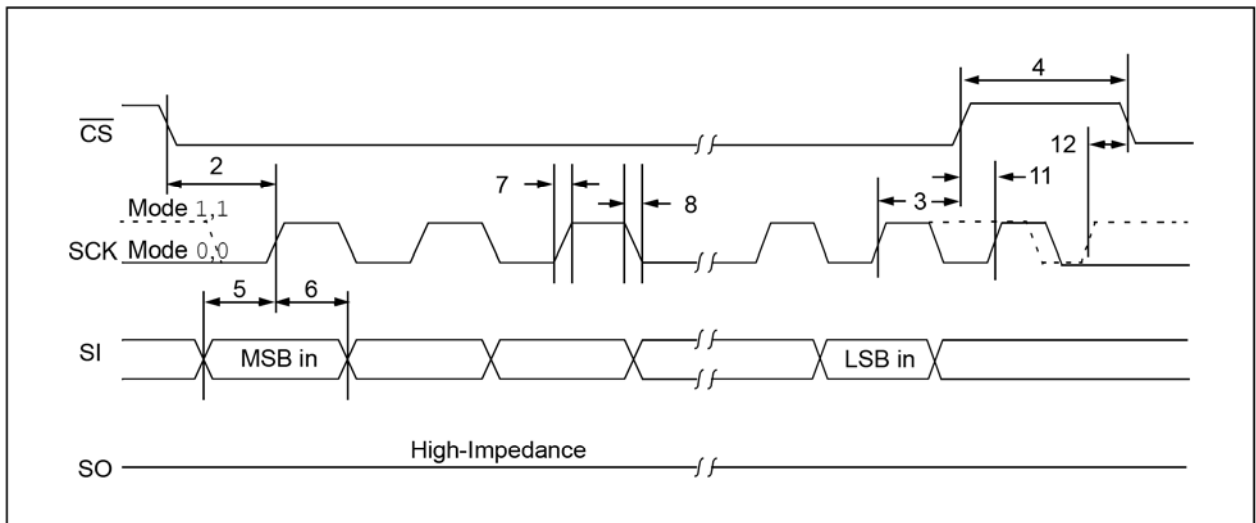 4
CS
12
2
7
11
8
3
Mode 1,1
SCK Mode 0,0
5
6
SI
MSB in
LSB in
High-Impedance
SO